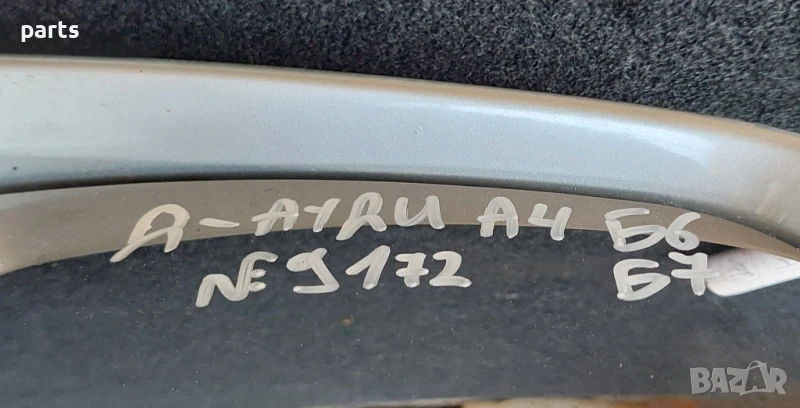 parts
Я-АУДИ А4 Б6
№ 9172 Б7
BAZAR